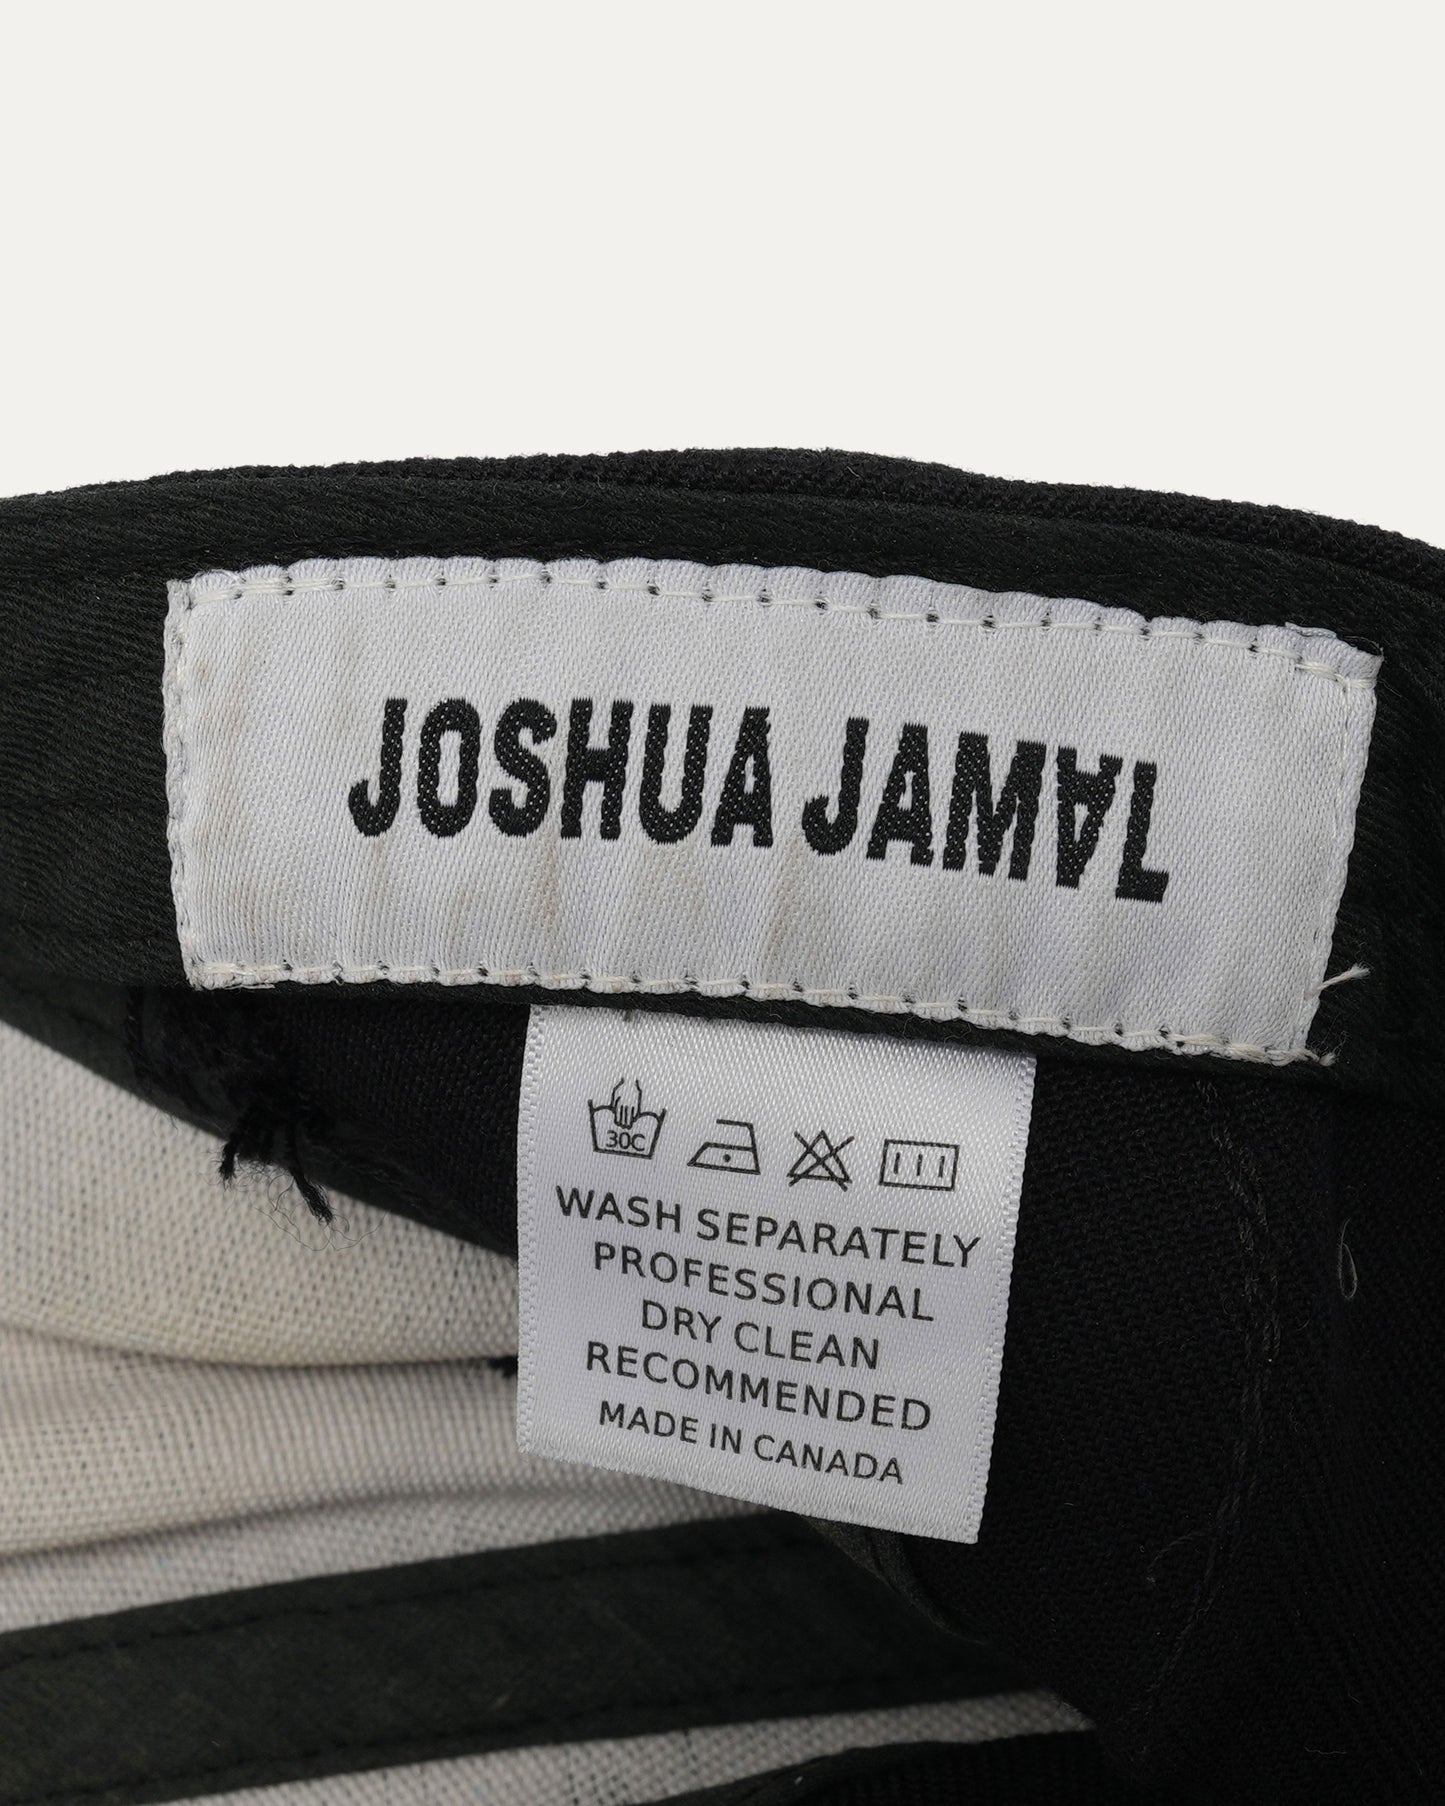 JOSHUA JAMAL
30C
WASH SEPARATELY
PROFESSIONAL
DRY CLEAN
RECOMMENDED
MADE IN CANADA